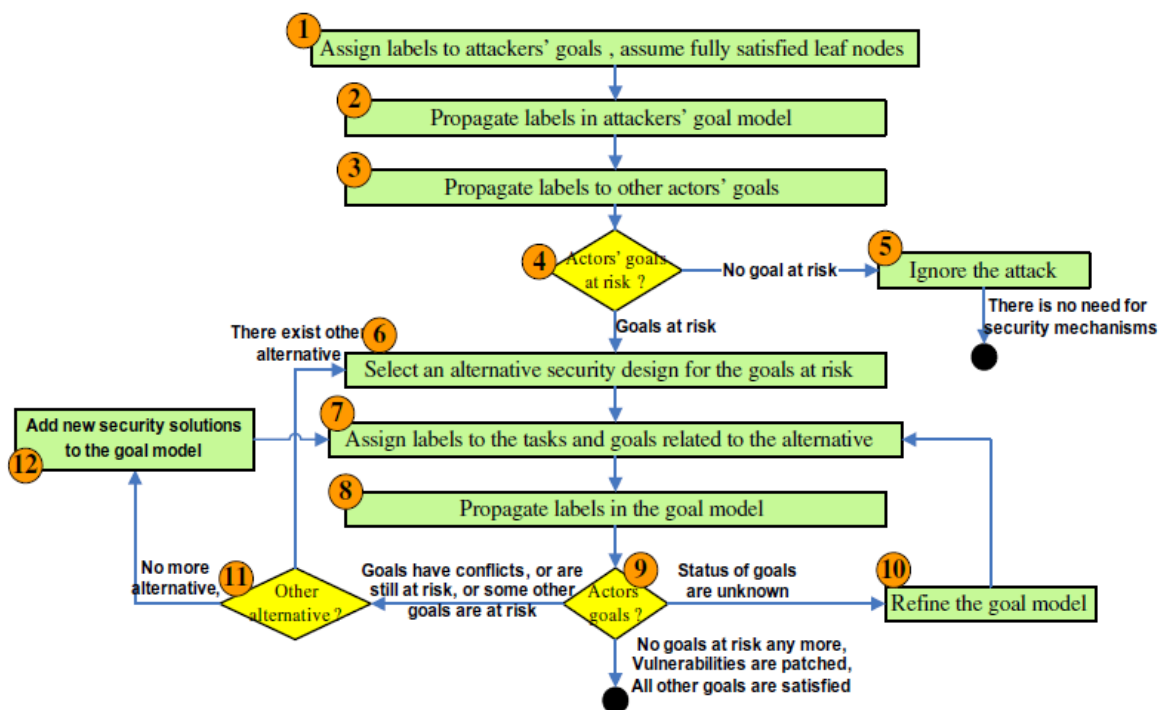 1
Assign labels to attackers' goals , assume fully satisfied leaf nodes
2
Propagate labels in attackers' goal model
3
Propagate labels to other actors' goals
4
Actors' goals
at risk ?
No goal at risk
5
Ignore the attack
There is no need for
security mechanisms
Goals at risk
There exist other
alternative
6
Select an alternative security design for the goals at risk
7
Assign labels to the tasks and goals related to the alternative
Add new security solutions
to the goal model
12
8
Propagate labels in the goal model
No more
alternative,
11
Other
alternative ?
Goals have conflicts, or are
still at risk, or some other
goals are at risk
9
Actors
goals ?
Status of goals
are unknown
10
Refine the goal model
No goals at risk any more,
Vulnerabilities are patched,
All other goals are satisfied